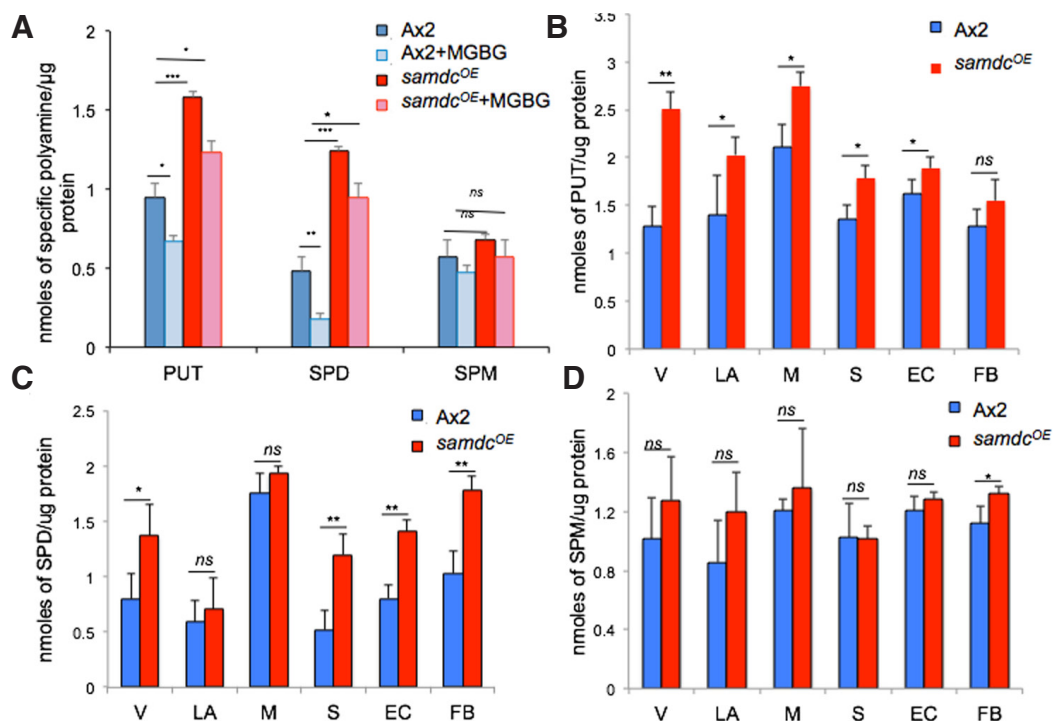 A
Ax2
Ax2+MGBG
samdcOE
samdcOE+MGBG
nmoles of specific polyamine/µg
protein
2
1.5
1
0.5
0
*
***
*
*
***
**
ns
ns
PUT SPD SPM
B
Ax2
samdcOE
nmoles of PUT/ug protein
3.5
3
2.5
2
1.5
1
0.5
0
** * * * * ns
V LA M S EC FB
C
Ax2
samdcOE
nmoles of SPD/ug protein
2.5
2
1.5
1
0.5
0
* ns ns ** ** **
V LA M S EC FB
D
Ax2
samdcOE
nmoles of SPM/ug protein
2
1.6
1.2
0.8
0.4
0
ns ns ns ns ns *
V LA M S EC FB